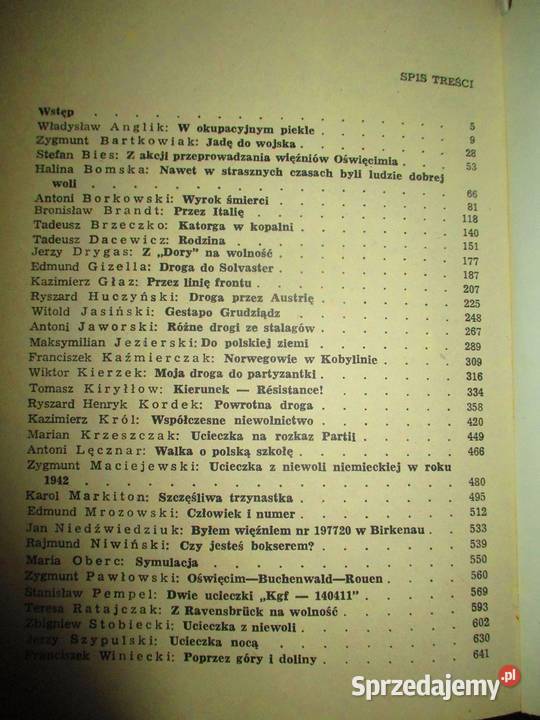 SPIS TREŚCI
Wstęp . . . . . . . . . . . . 5
Władysław Anglik: W okupacyjnym piekle . . . . 9
Zygmunt Bartkowiak: Jadę do wojska . . . . . 28
Stefan Bies: Z akcji przeprowadzania więźniów Oświęcimia . 53
Halina Bomska: Nawet w strasznych czasach byli ludzie dobrej
woli . . . . . . . . . . . . 66
Antoni Borkowski: Wyrok śmierci . . . . . . 81
Bronisław Brandt: Przez Italię . . . . . . 118
Tadeusz Brzeczko: Katorga w kopalni . . . . . 140
Tadeusz Dacewicz: Rodzina . . . . . . . 151
Jerzy Drygas: Z „Dory” na wolność . . . . . 177
Edmund Gizella: Droga do Solvaster . . . . . 187
Kazimierz Głaz: Przez linię frontu . . . . . 207
Ryszard Huczyński: Droga przez Austrię . . . . 225
Witold Jasiński: Gestapo Grudziądz . . . . . 248
Antoni Jaworski: Różne drogi ze stalagów . . . . 267
Maksymilian Jezierski: Do polskiej ziemi . . . . 289
Franciszek Kaźmierczak: Norwegowie w Kobylinie . . 309
Wiktor Kierzek: Moja droga do partyzantki . . . . 316
Tomasz Kiryłłow: Kierunek — Résistance! . . . . 334
Ryszard Henryk Kordek: Powrotna droga . . . . 358
Kazimierz Król: Współczesne niewolnictwo . . . . 420
Marian Krzeszczak: Ucieczka na rozkaz Partii . . . 449
Antoni Łęcznar: Walka o polską szkołę . . . . 466
Zygmunt Maciejewski: Ucieczka z niewoli niemieckiej w roku
1942 . . . . . . . . . . . . 480
Karol Markiton: Szczęśliwa trzynastka . . . . . 495
Edmund Mrozowski: Człowiek i numer . . . . . 512
Jan Niedźwiedziuk: Byłem więźniem nr 197720 w Birkenau . 533
Rajmund Niwiński: Czy jesteś bokserem? . . . . 539
Maria Oberc: Symulacja . . . . . . . . 550
Zygmunt Pawłowski: Oświęcim—Buchenwald—Rouen . . 560
Stanisław Pempel: Dwie ucieczki „Kgf — 140411” . . . 569
Teresa Ratajczak: Z Ravensbrück na wolność . . . 593
Zbigniew Stobiecki: Ucieczka z niewoli . . . . 602
Jerzy Szypulski: Ucieczka nocą . . . . . . 630
Franciszek Winiecki: Poprzez góry i doliny . . . . 641
Sprzedajemy.pl